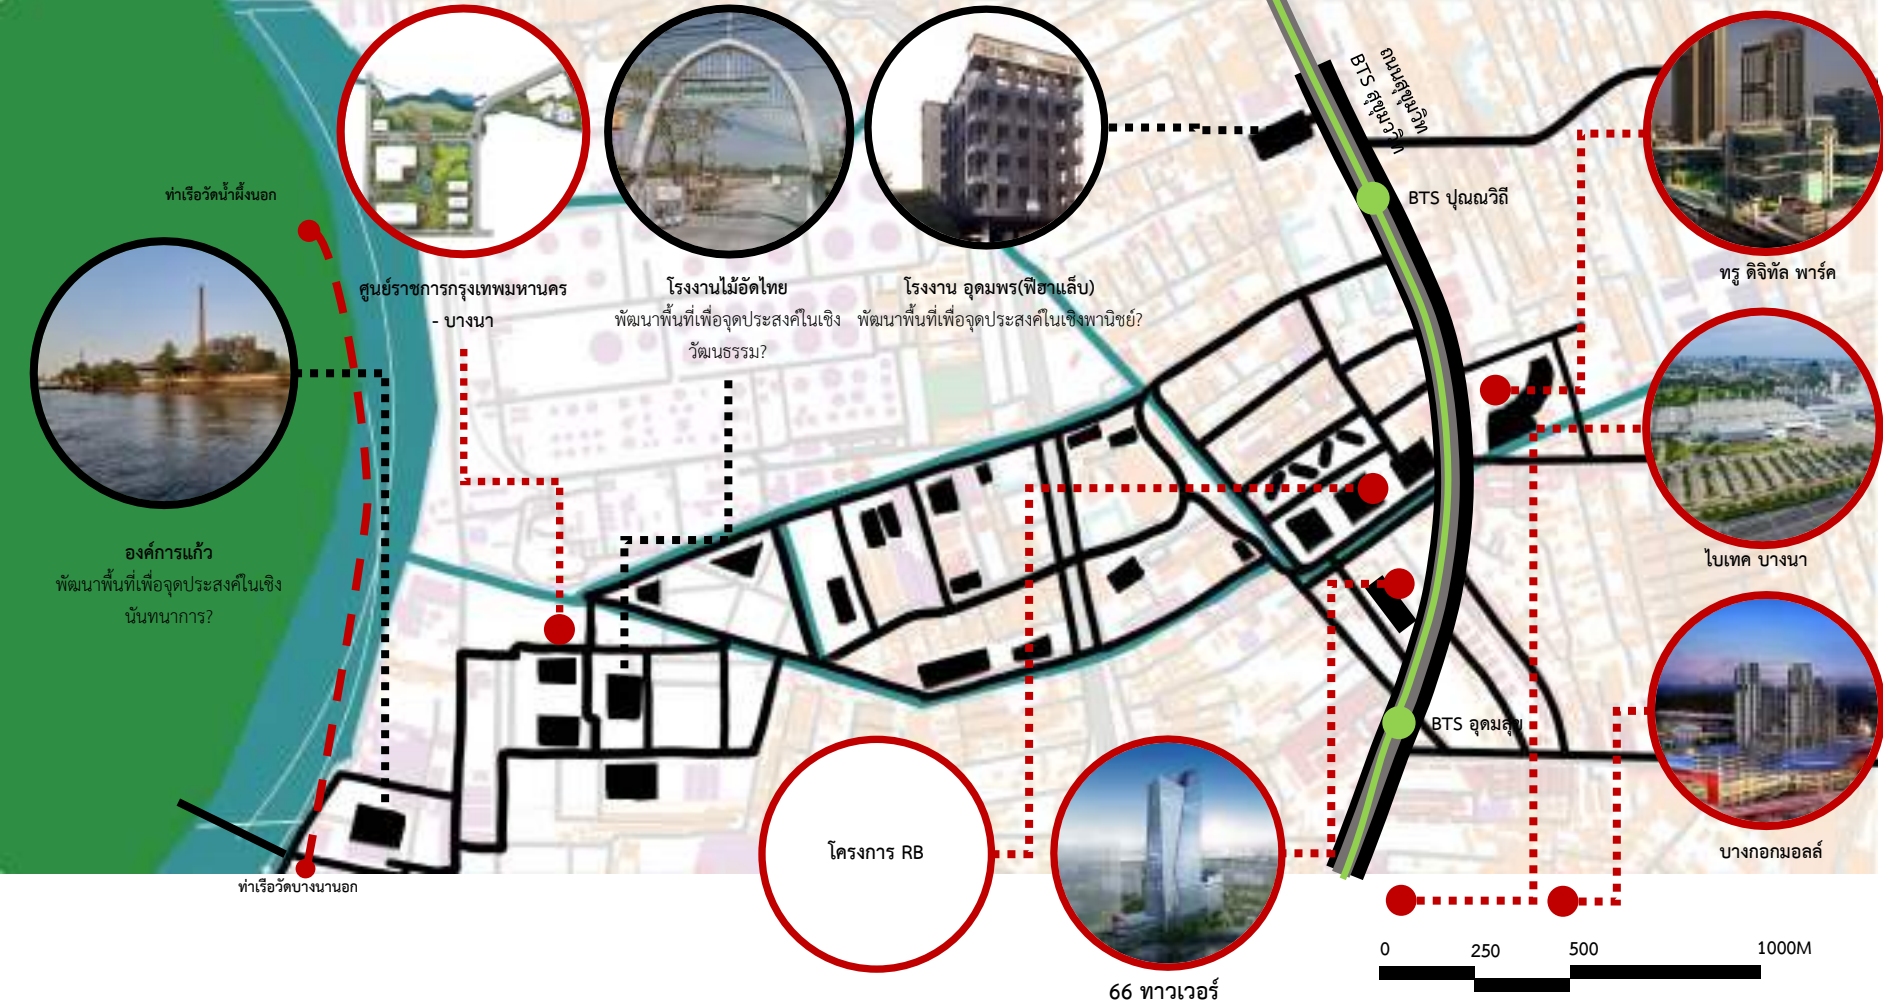 ถนนสุขุมวิท
BTS สุขุมวิท
BTS ปุณณวิถี
ท่าเรือวัดน้ำผึ้งนอก
ทรู ดิจิทัล พาร์ค
ศูนย์ราชการกรุงเทพมหานคร
- บางนา
โรงงานไม้อัดไทย
พัฒนาพื้นที่เพื่อจุดประสงค์ในเชิง
วัฒนธรรม?
โรงงาน อุดมพร(ฟีฮาแล็บ)
พัฒนาพื้นที่เพื่อจุดประสงค์ในเชิงพานิชย์?
องค์การแก้ว
พัฒนาพื้นที่เพื่อจุดประสงค์ในเชิง
นันทนาการ?
ไบเทค บางนา
BTS อุดมสุข
โครงการ RB
บางกอกมอลล์
ท่าเรือวัดบางนานอก
66 ทาวเวอร์
0 250 500 1000M